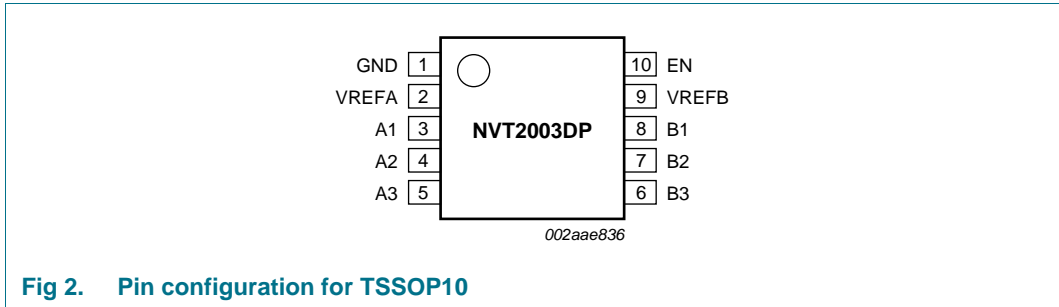 GND 1 10 EN
VREFA 2 9 VREFB
A1 3 NVT2003DP 8 B1
A2 4 7 B2
A3 5 6 B3
002aae836
Fig 2. Pin configuration for TSSOP10